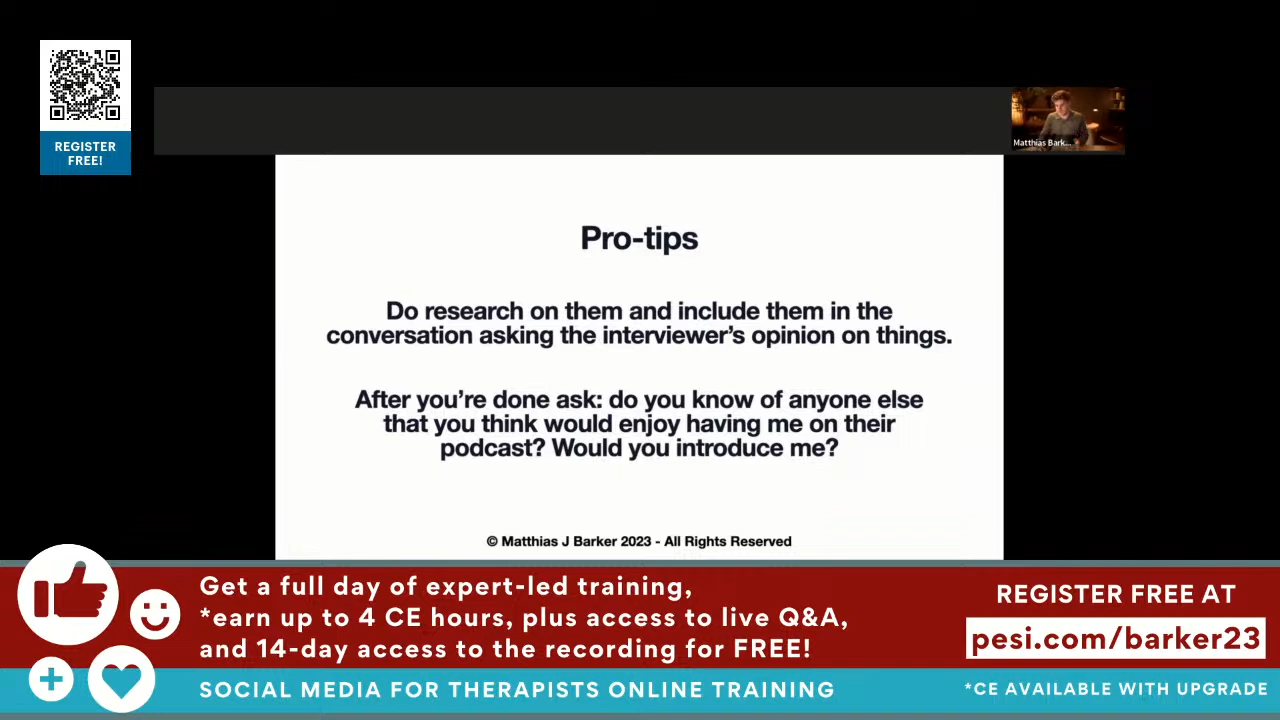 REGISTER
FREE!
Matthias Bark...
Pro-tips
Do research on them and include them in the
conversation asking the interviewer's opinion on things.
After you're done ask: do you know of anyone else
that you think would enjoy having me on their
podcast? Would you introduce me?
© Matthias J Barker 2023 - All Rights Reserved
Get a full day of expert-led training,
*earn up to 4 CE hours, plus access to live Q&A,
and 14-day access to the recording for FREE!
REGISTER FREE AT
pesi.com/barker23
SOCIAL MEDIA FOR THERAPISTS ONLINE TRAINING
*CE AVAILABLE WITH UPGRADE